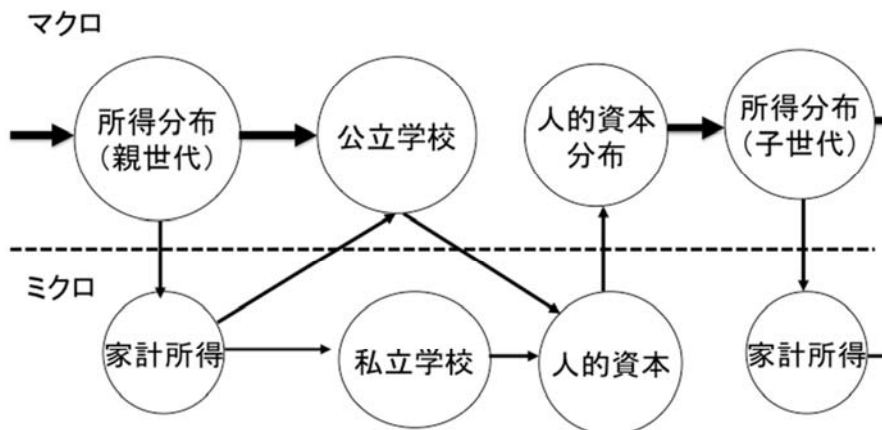 マクロ
所得分布
（親世代）
公立学校
人的資本
分布
所得分布
（子世代）
ミクロ
家計所得
私立学校
人的資本
家計所得